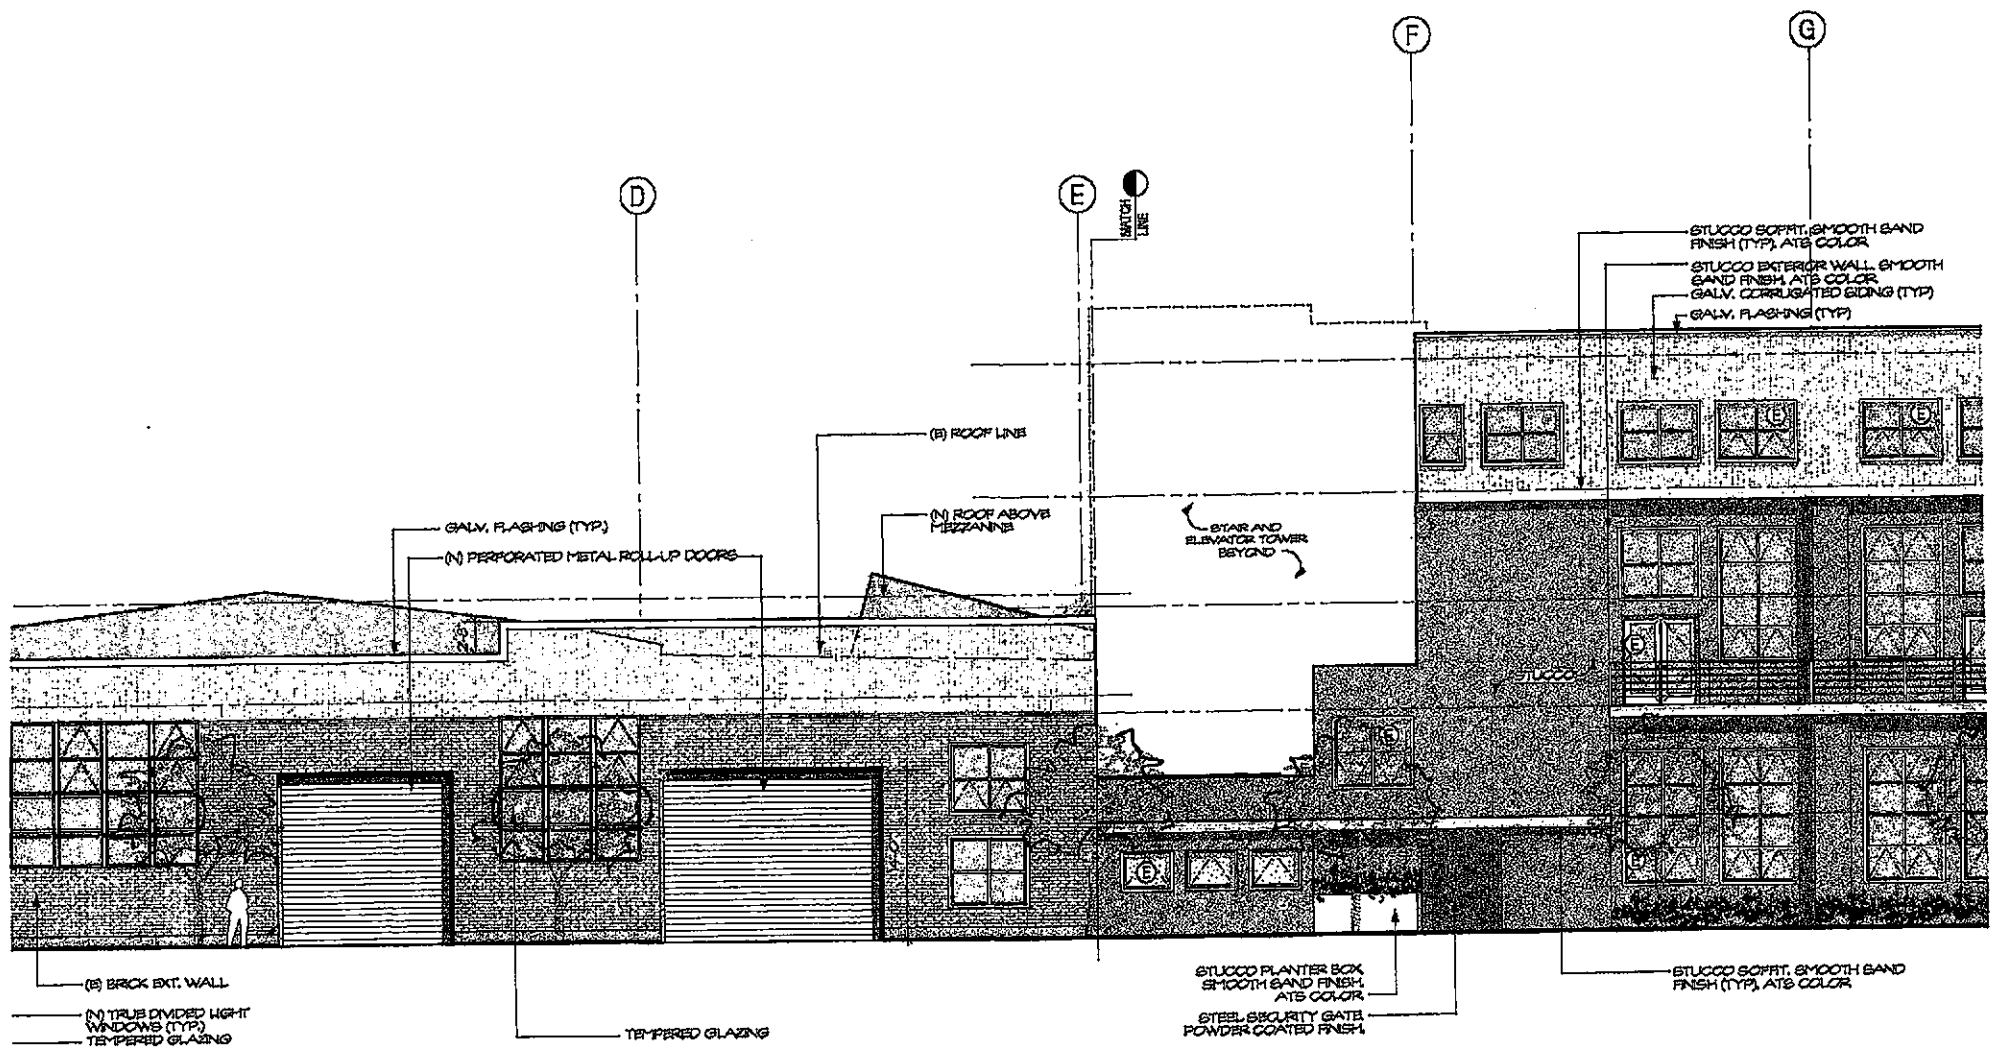 F
G
D
E
MATCH
LINE
STUCCO SOFFIT, SMOOTH SAND
FINISH (TYP), ATS COLOR
STUCCO EXTERIOR WALL SMOOTH
SAND FINISH, ATS COLOR
GALV. CORRUGATED SIDING (TYP)
GALV. FLASHING (TYP)
E
E
(E) ROOF LINE
GALV. FLASHING (TYP.)
(N) PERFORATED METAL ROLL-UP DOORS
(N) ROOF ABOVE
MEZZANINE
STAIR AND
ELEVATOR TOWER
BEYOND
E
STUCCO
E
E
E
(E) BRICK EXT. WALL
(N) TRUE DIVIDED LIGHT
WINDOWS (TYP.)
TEMPERED GLAZING
TEMPERED GLAZING
STUCCO PLANTER BOX,
SMOOTH SAND FINISH,
ATS COLOR
STEEL SECURITY GATE,
POWDER COATED FINISH.
STUCCO SOFFIT, SMOOTH SAND
FINISH (TYP), ATS COLOR